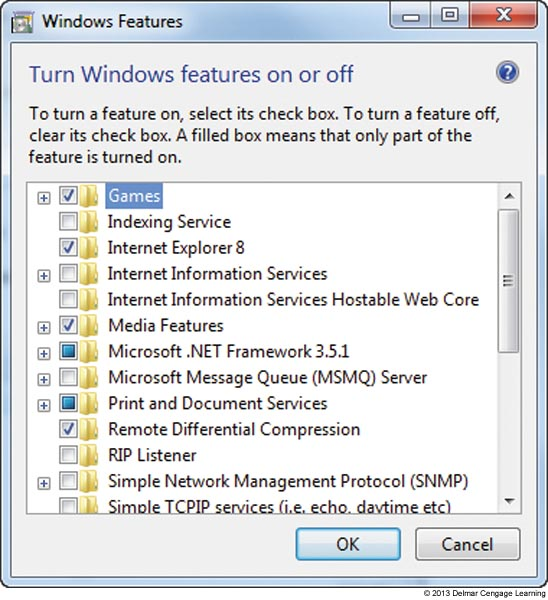 Windows Features
Turn Windows features on or off
To turn a feature on, select its check box. To turn a feature off,
clear its check box. A filled box means that only part of the
feature is turned on.
Games
Indexing Service
Internet Explorer 8
Internet Information Services
Internet Information Services Hostable Web Core
Media Features
Microsoft .NET Framework 3.5.1
Microsoft Message Queue (MSMQ) Server
Print and Document Services
Remote Differential Compression
RIP Listener
Simple Network Management Protocol (SNMP)
Simple TCPIP services (i.e. echo, daytime etc)
OK
Cancel
© 2013 Delmar Cengage Learning